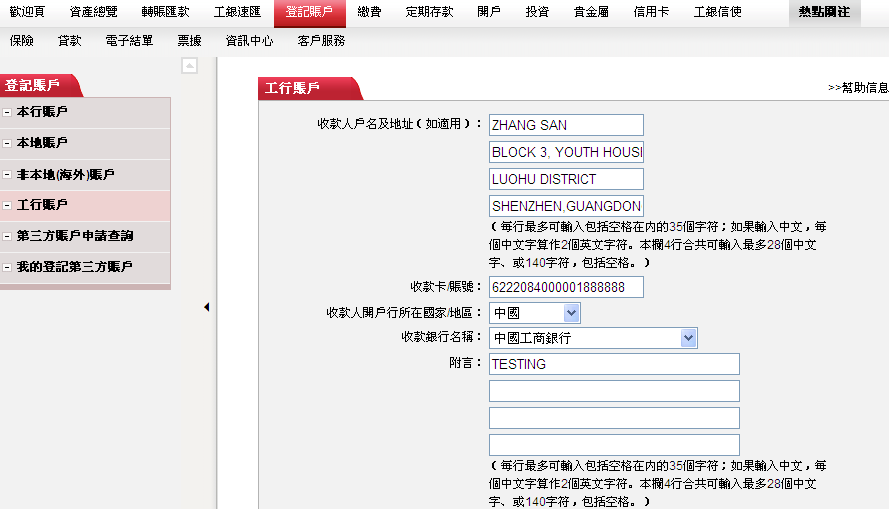 歡迎頁 資產總覽 轉賬匯款 工銀速匯 登記賬戶 繳費 定期存款 開戶 投資 貴金屬 信用卡 工銀信使 熱點關注
保險 貸款 電子結單 票據 資訊中心 客戶服務
登記賬戶
本行賬戶
本地賬戶
非本地(海外)賬戶
工行賬戶
第三方賬戶申請查詢
我的登記第三方賬戶
工行賬戶
>>幫助信息
收款人戶名及地址（如適用）： ZHANG SAN
BLOCK 3, YOUTH HOUSI
LUOHU DISTRICT
SHENZHEN,GUANGDON
（每行最多可輸入包括空格在內的35個字符；如果輸入中文，每
個中文字算作2個英文字符。本欄4行合共可輸入最多28個中文
字、或140字符，包括空格。）
收款卡/賬號： 6222084000001888888
收款人開戶行所在國家/地區： 中國
收款銀行名稱： 中國工商銀行
附言： TESTING
（每行最多可輸入包括空格在內的35個字符；如果輸入中文，每
個中文字算作2個英文字符。本欄4行合共可輸入最多28個中文
字、或140字符，包括空格。）